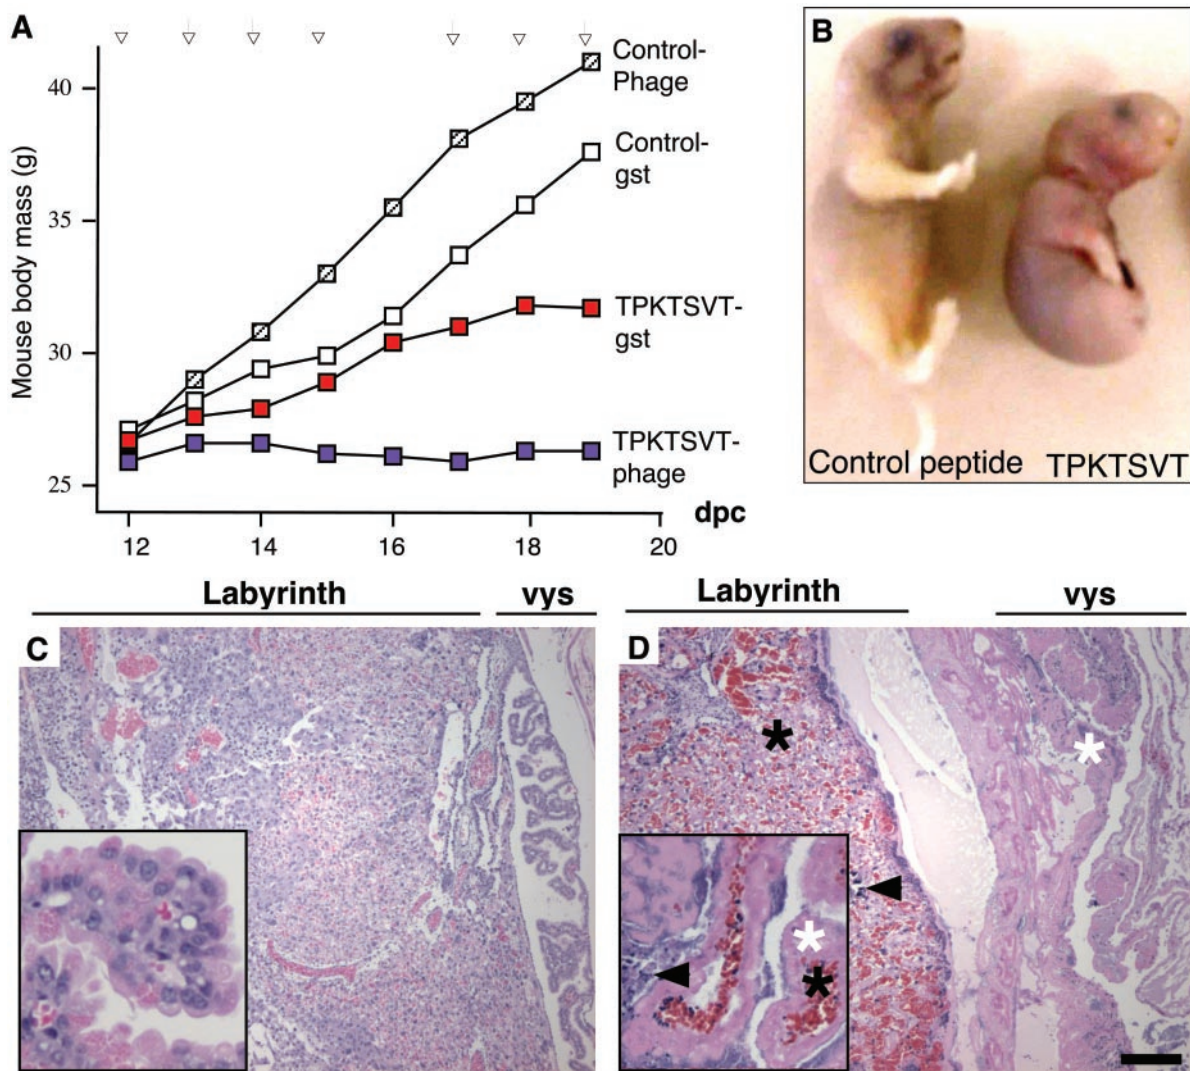 A
Mouse body mass (g)
40
35
30
25
12
14
16
18
20
dpc
Control-
Phage
Control-
gst
TPKTSVT-
gst
TPKTSVT-
phage
B
Control peptide
TPKTSVT
Labyrinth
vys
C
Labyrinth
vys
D
*
*
*
*